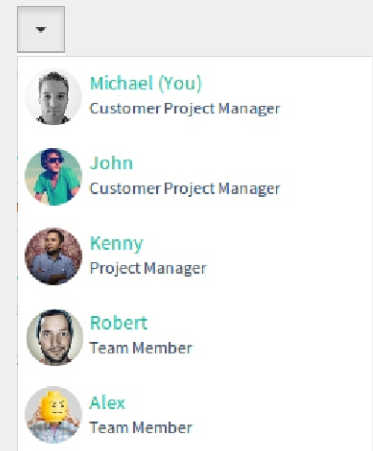 Michael (You)
Customer Project Manager
John
Customer Project Manager
Kenny
Project Manager
Robert
Team Member
Alex
Team Member